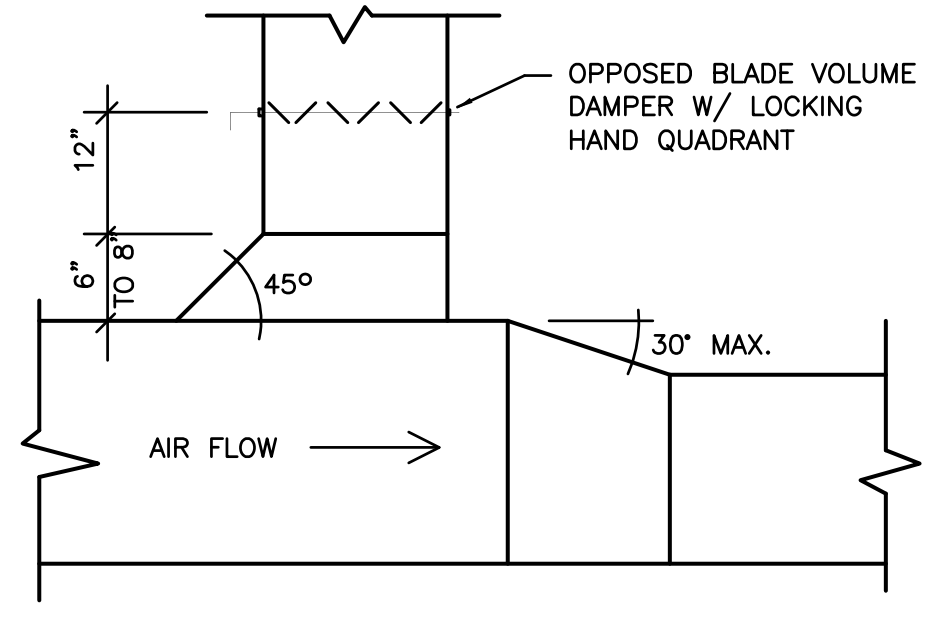 OPPOSED BLADE VOLUME
DAMPER W/ LOCKING
HAND QUADRANT
12"
6"
TO 8"
45°
30° MAX.
AIR FLOW